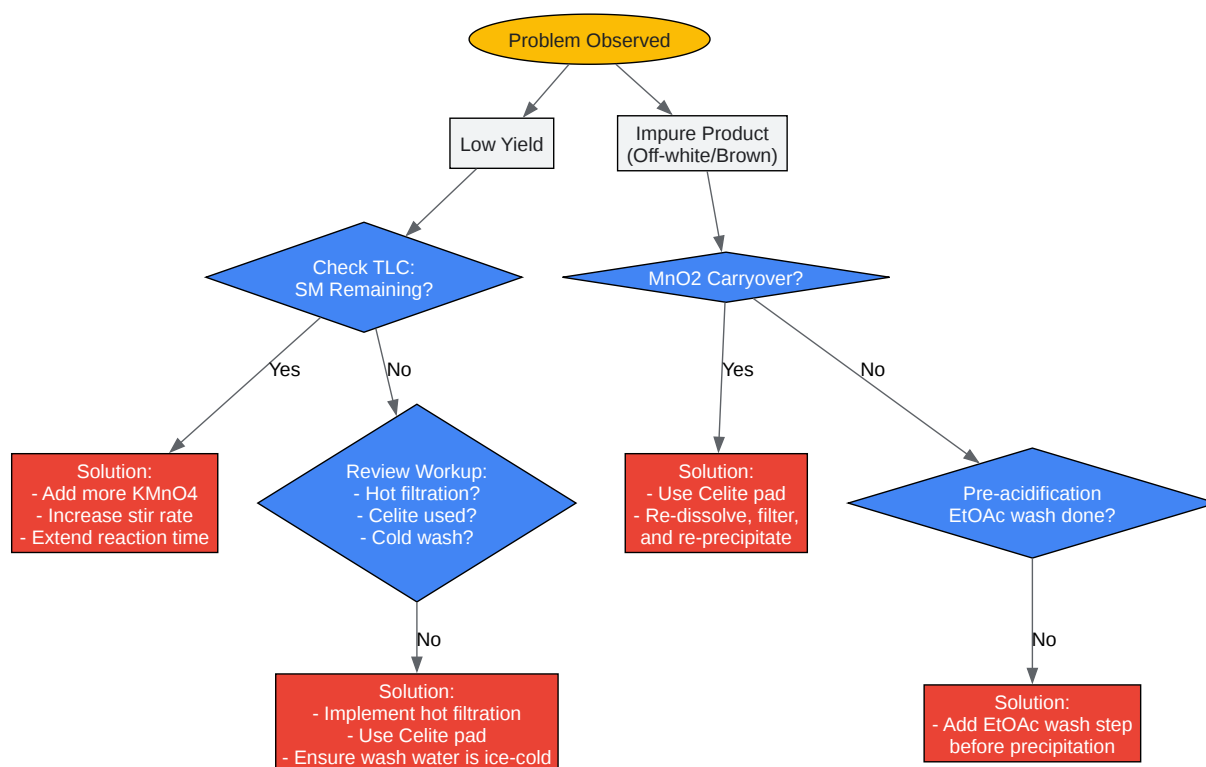 Problem Observed
Low Yield
Impure Product
(Off-white/Brown)
Check TLC:
SM Remaining?
MnO2 Carryover?
Yes
No
Yes
No
Solution:
- Add more KMnO4
- Increase stir rate
- Extend reaction time
Review Workup:
- Hot filtration?
- Celite used?
- Cold wash?
Solution:
- Use Celite pad
- Re-dissolve, filter,
and re-precipitate
Pre-acidification
EtOAc wash done?
No
No
Solution:
- Implement hot filtration
- Use Celite pad
- Ensure wash water is ice-cold
Solution:
- Add EtOAc wash step
before precipitation